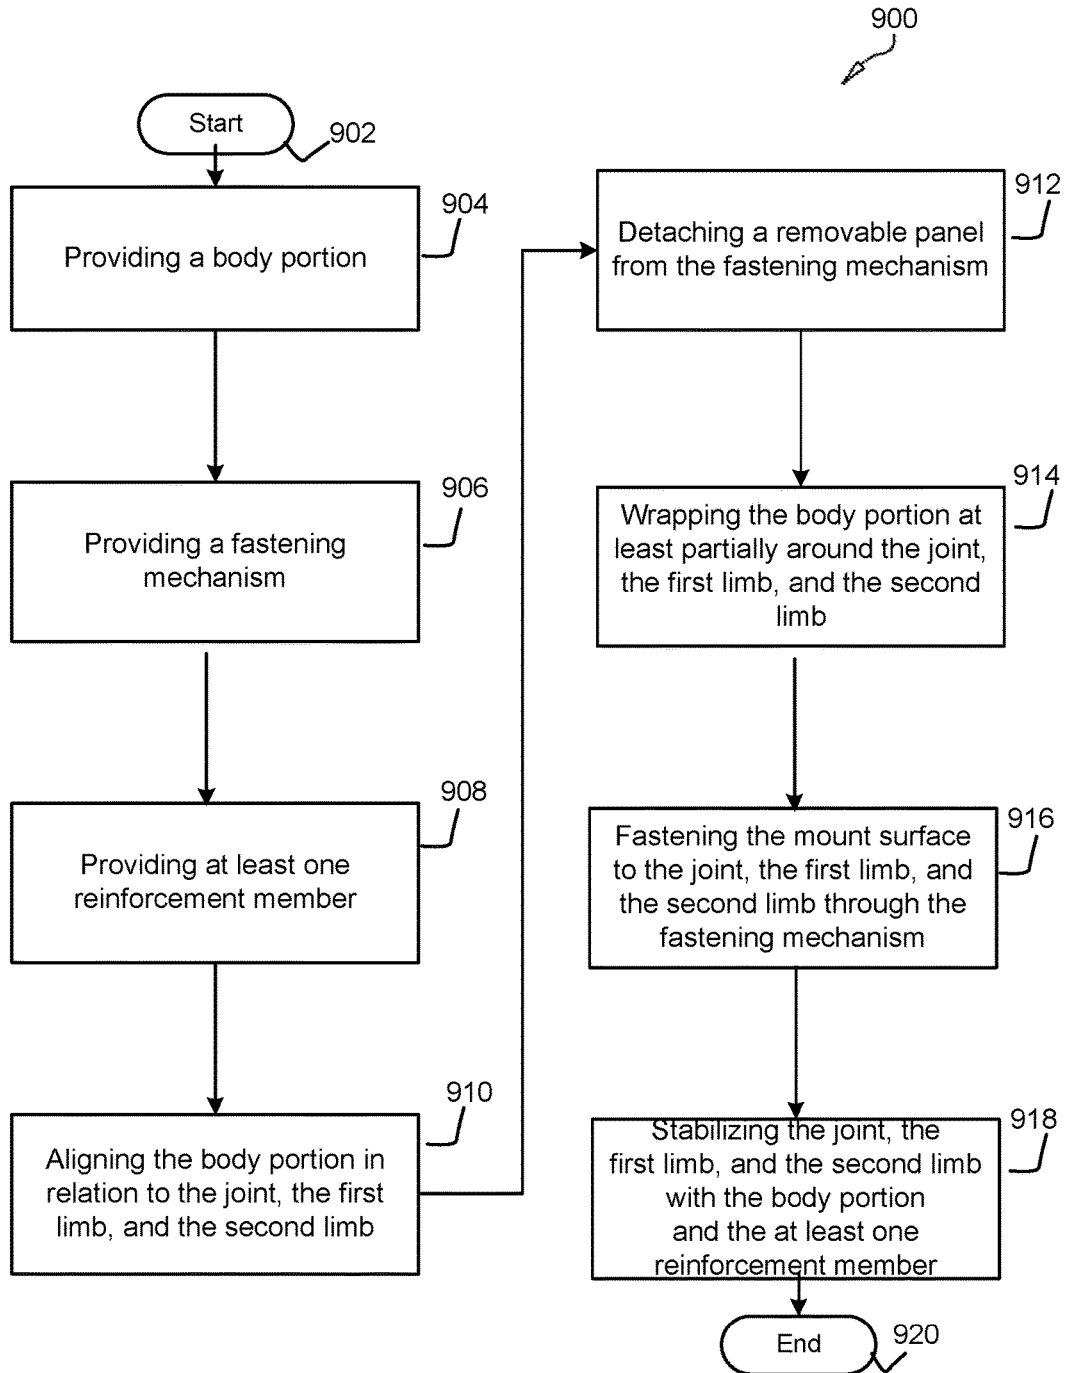 900
Start
902
Providing a body portion
904
Providing a fastening
mechanism
906
Providing at least one
reinforcement member
908
Aligning the body portion in
relation to the joint, the first
limb, and the second limb
910
Detaching a removable panel
from the fastening mechanism
912
Wrapping the body portion at
least partially around the joint,
the first limb, and the second
limb
914
Fastening the mount surface
to the joint, the first limb, and
the second limb through the
fastening mechanism
916
Stabilizing the joint, the
first limb, and the second limb
with the body portion
and the at least one
reinforcement member
918
End
920